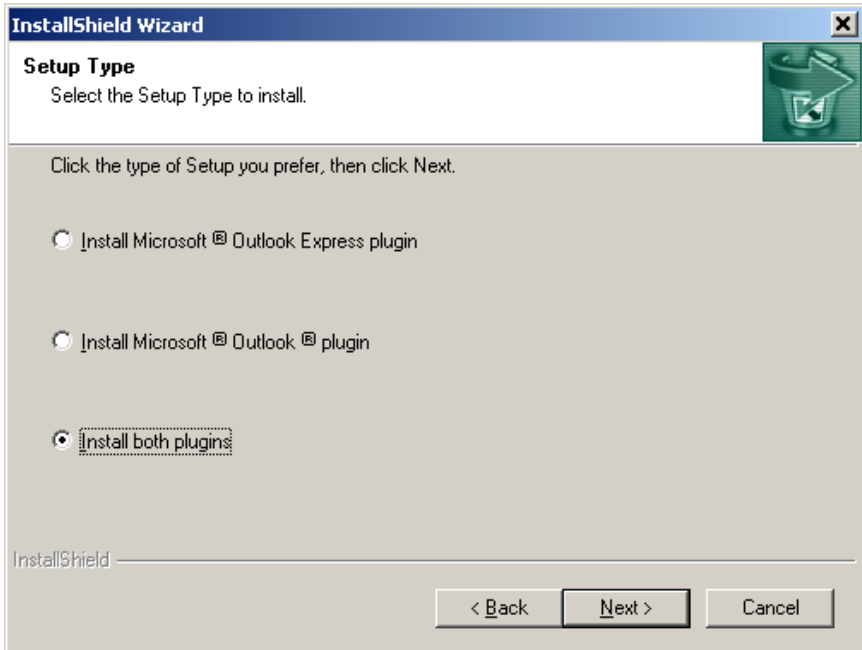 InstallShield Wizard
Setup Type
Select the Setup Type to install.
Click the type of Setup you prefer, then click Next.
Install Microsoft ® Outlook Express plugin
Install Microsoft ® Outlook ® plugin
Install both plugins
InstallShield
< Back Next > Cancel